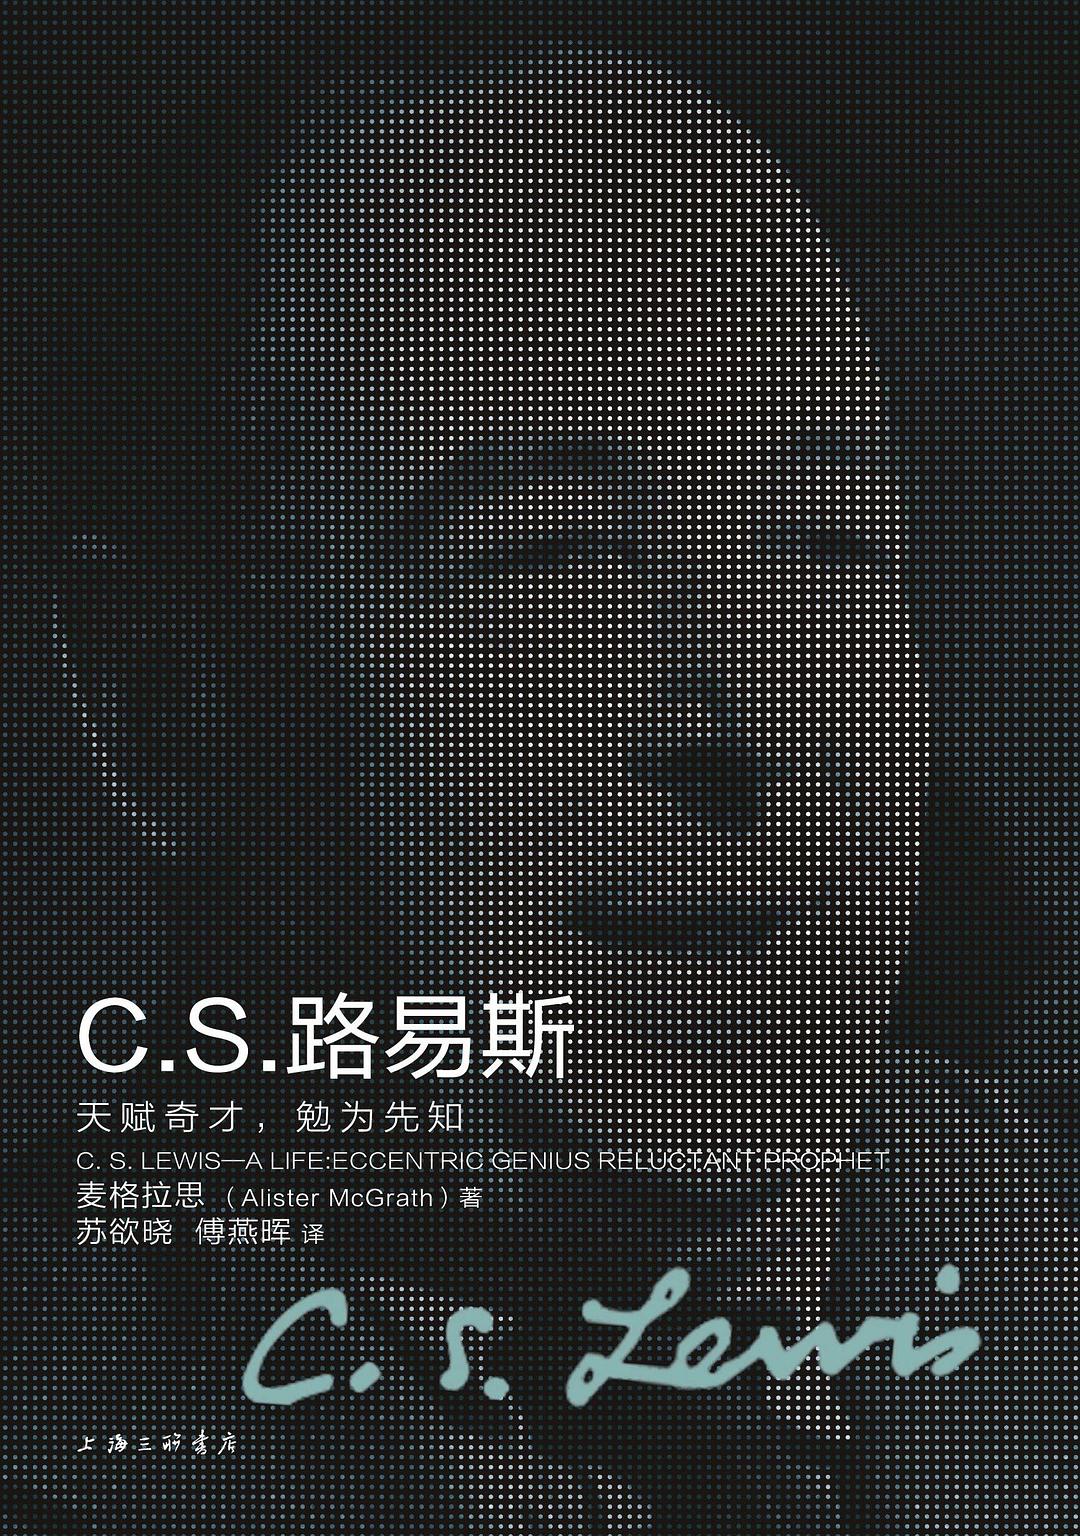 C.S.路易斯
天赋奇才，勉为先知
C. S. LEWIS—A LIFE:ECCENTRIC GENIUS RELUCTANT PROPHET
麦格拉思 （Alister McGrath）著
苏欲晓 傅燕晖 译
C. S. Lewis
上海三联书店